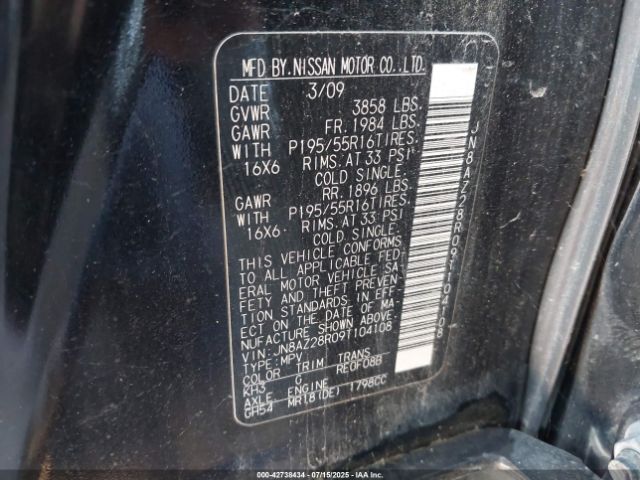 MFD BY. NISSAN MOTOR CO., LTD.
DATE 3/09
GVWR 3858 LBS.
GAWR FR. 1984 LBS.
WITH P195/55R16TIRES.
16X6 RIMS. AT 33 PSI
COLD SINGLE.
GAWR RR. 1896 LBS.
WITH P195/55R16TIRES.
16X6 RIMS. AT 33 PSI
COLD SINGLE.
THIS VEHICLE CONFORMS
TO ALL APPLICABLE FED-
ERAL MOTOR VEHICLE SA-
FETY AND THEFT PREVEN-
TION STANDARDS IN EFF-
ECT ON THE DATE OF MA-
NUFACTURE SHOWN ABOVE.
VIN: JN8AZ28R09T104108
TYPE: MPV
COLOR TRIM TRANS
KH3 G RE0F08B
AXLE ENGINE
GH54 MR18(DE) 1798CC
JN8AZ28R09T104108
000-42738434 - 07/15/2025 - IAAI.COM